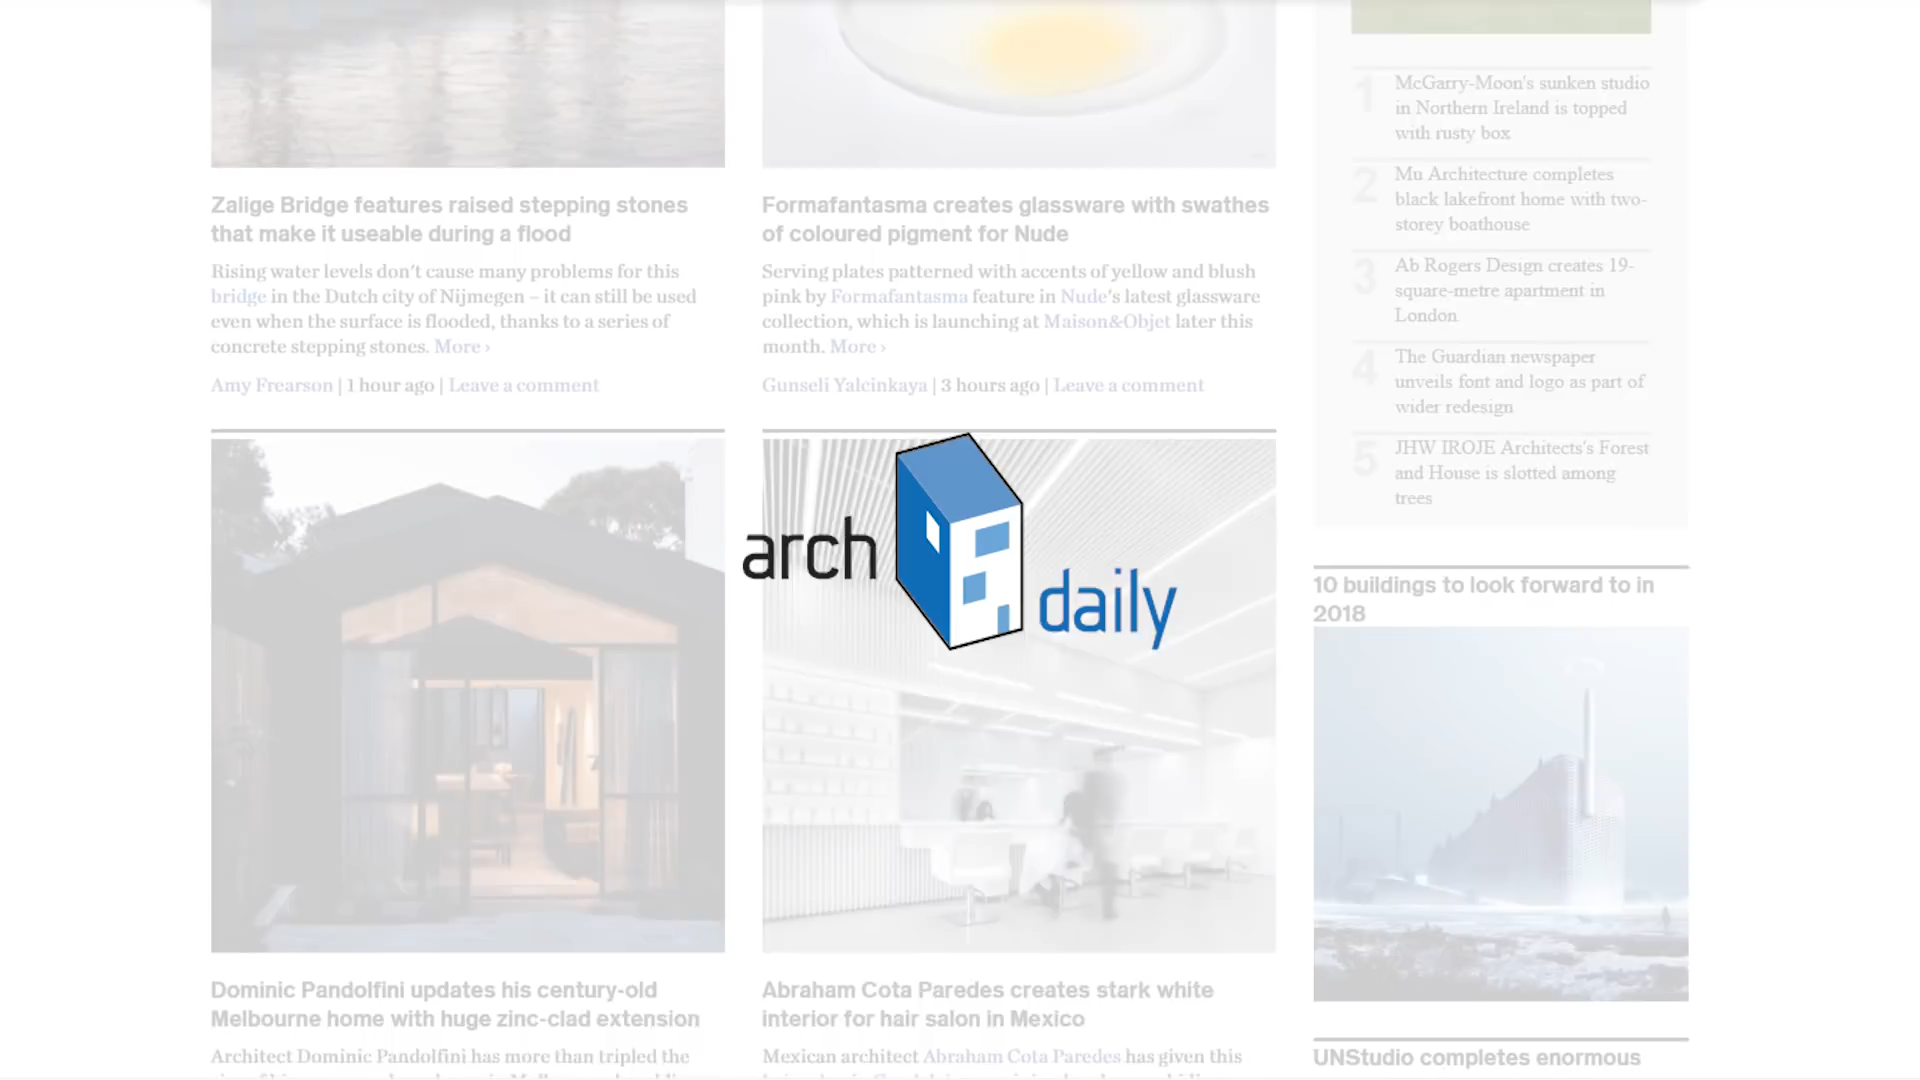 Zalige Bridge features raised stepping stones
that make it useable during a flood
Rising water levels don't cause many problems for this
bridge in the Dutch city of Nijmegen – it can still be used
even when the surface is flooded, thanks to a series of
concrete stepping stones. More ›
Amy Frearson | 1 hour ago | Leave a comment
Formafantasma creates glassware with swathes
of coloured pigment for Nude
Serving plates patterned with accents of yellow and blush
pink by Formafantasma feature in Nude's latest glassware
collection, which is launching at Maison&Objet later this
month. More ›
Gunseli Yalcinkaya | 3 hours ago | Leave a comment
1 McGarry-Moon's sunken studio
in Northern Ireland is topped
with rusty box
2 Mu Architecture completes
black lakefront home with two-
storey boathouse
3 Ab Rogers Design creates 19-
square-metre apartment in
London
4 The Guardian newspaper
unveils font and logo as part of
wider redesign
5 JHW IROJE Architects's Forest
and House is slotted among
trees
arch
daily
10 buildings to look forward to in
2018
Dominic Pandolfini updates his century-old
Melbourne home with huge zinc-clad extension
Architect Dominic Pandolfini has more than tripled the
Abraham Cota Paredes creates stark white
interior for hair salon in Mexico
Mexican architect Abraham Cota Paredes has given this
UNStudio completes enormous